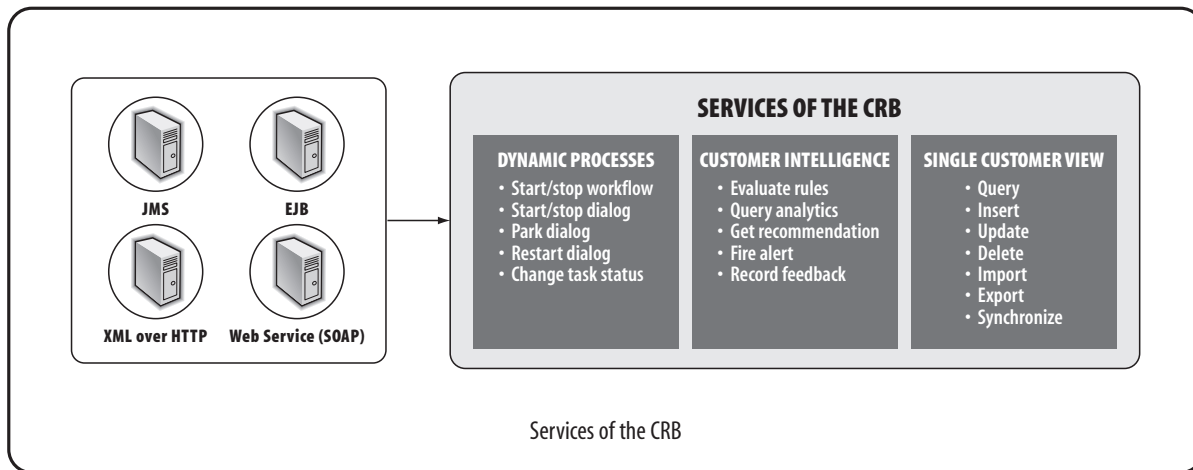 JMS
EJB
XML over HTTP
Web Service (SOAP)
SERVICES OF THE CRB
DYNAMIC PROCESSES
• Start/stop workflow
• Start/stop dialog
• Park dialog
• Restart dialog
• Change task status
CUSTOMER INTELLIGENCE
• Evaluate rules
• Query analytics
• Get recommendation
• Fire alert
• Record feedback
SINGLE CUSTOMER VIEW
• Query
• Insert
• Update
• Delete
• Import
• Export
• Synchronize
Services of the CRB